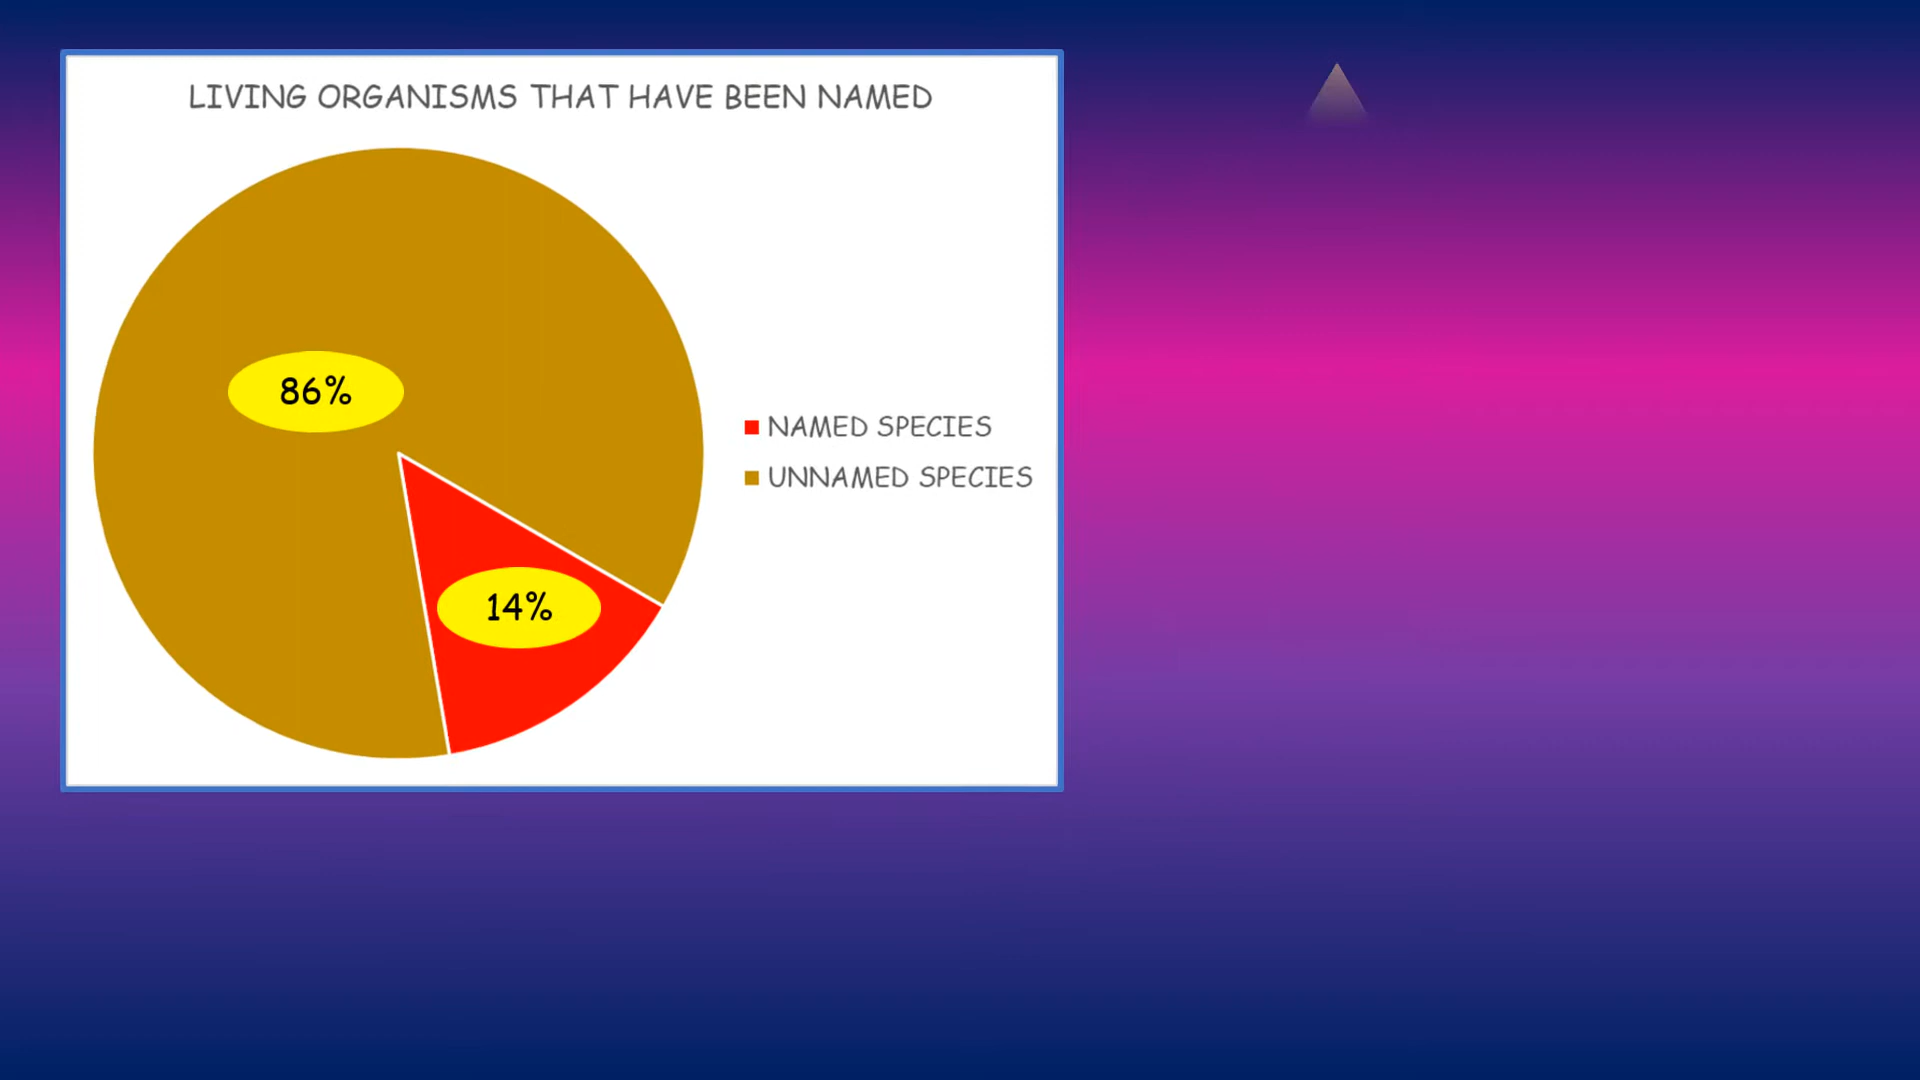 LIVING ORGANISMS THAT HAVE BEEN NAMED
86%
NAMED SPECIES
UNNAMED SPECIES
14%